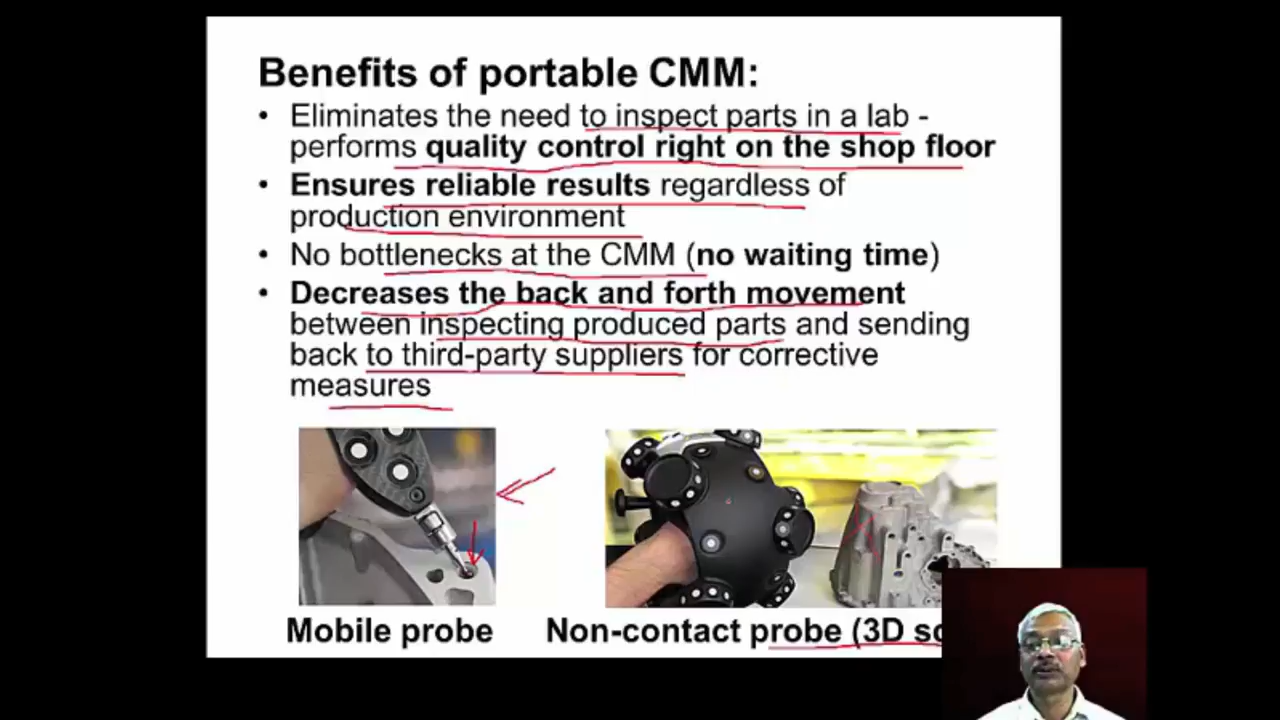 Benefits of portable CMM:
• Eliminates the need to inspect parts in a lab -
performs quality control right on the shop floor
• Ensures reliable results regardless of
production environment
• No bottlenecks at the CMM (no waiting time)
• Decreases the back and forth movement
between inspecting produced parts and sending
back to third-party suppliers for corrective
measures
Mobile probe
Non-contact probe (3D